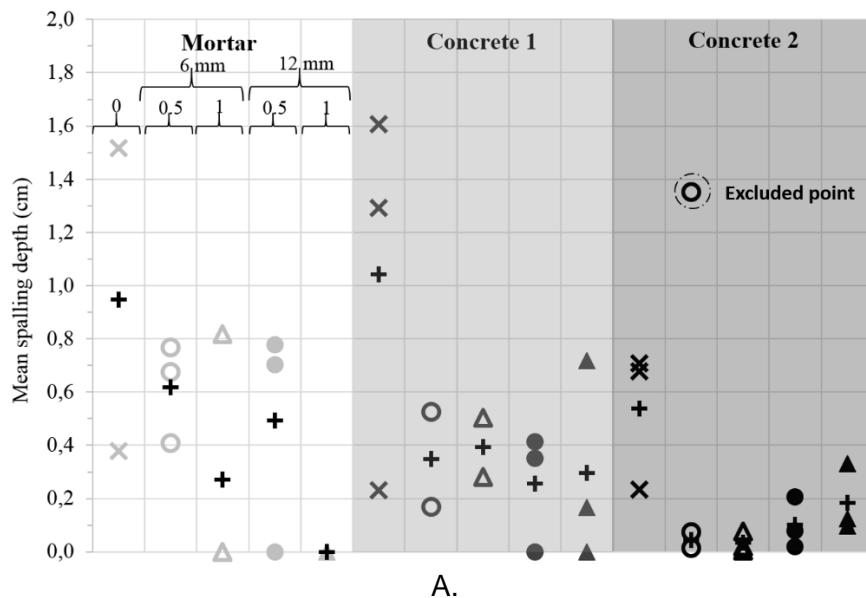 Mortar
Concrete 1
Concrete 2
6 mm
12 mm
0
0.5
1
0.5
1
Excluded point
Mean spalling depth (cm)
2,0
1,8
1,6
1,4
1,2
1,0
0,8
0,6
0,4
0,2
0,0
A.